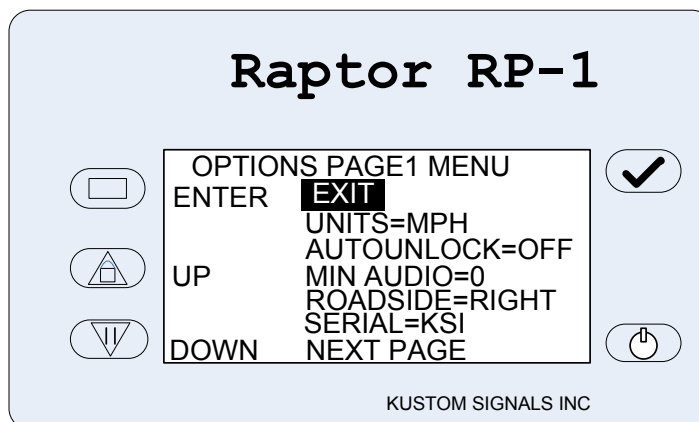 Raptor RP-1
OPTIONS PAGE1 MENU
ENTER EXIT
UNITS=MPH
AUTOUNLOCK=OFF
UP MIN AUDIO=0
ROADSIDE=RIGHT
SERIAL=KSI
DOWN NEXT PAGE
KUSTOM SIGNALS INC